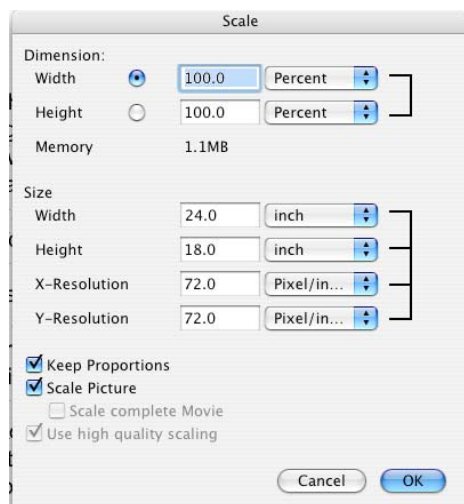 Scale
Dimension:
Width 100.0 Percent
Height 100.0 Percent
Memory 1.1MB
Size
Width 24.0 inch
Height 18.0 inch
X-Resolution 72.0 Pixel/in...
Y-Resolution 72.0 Pixel/in...
Keep Proportions
Scale Picture
Scale complete Movie
Use high quality scaling
Cancel OK